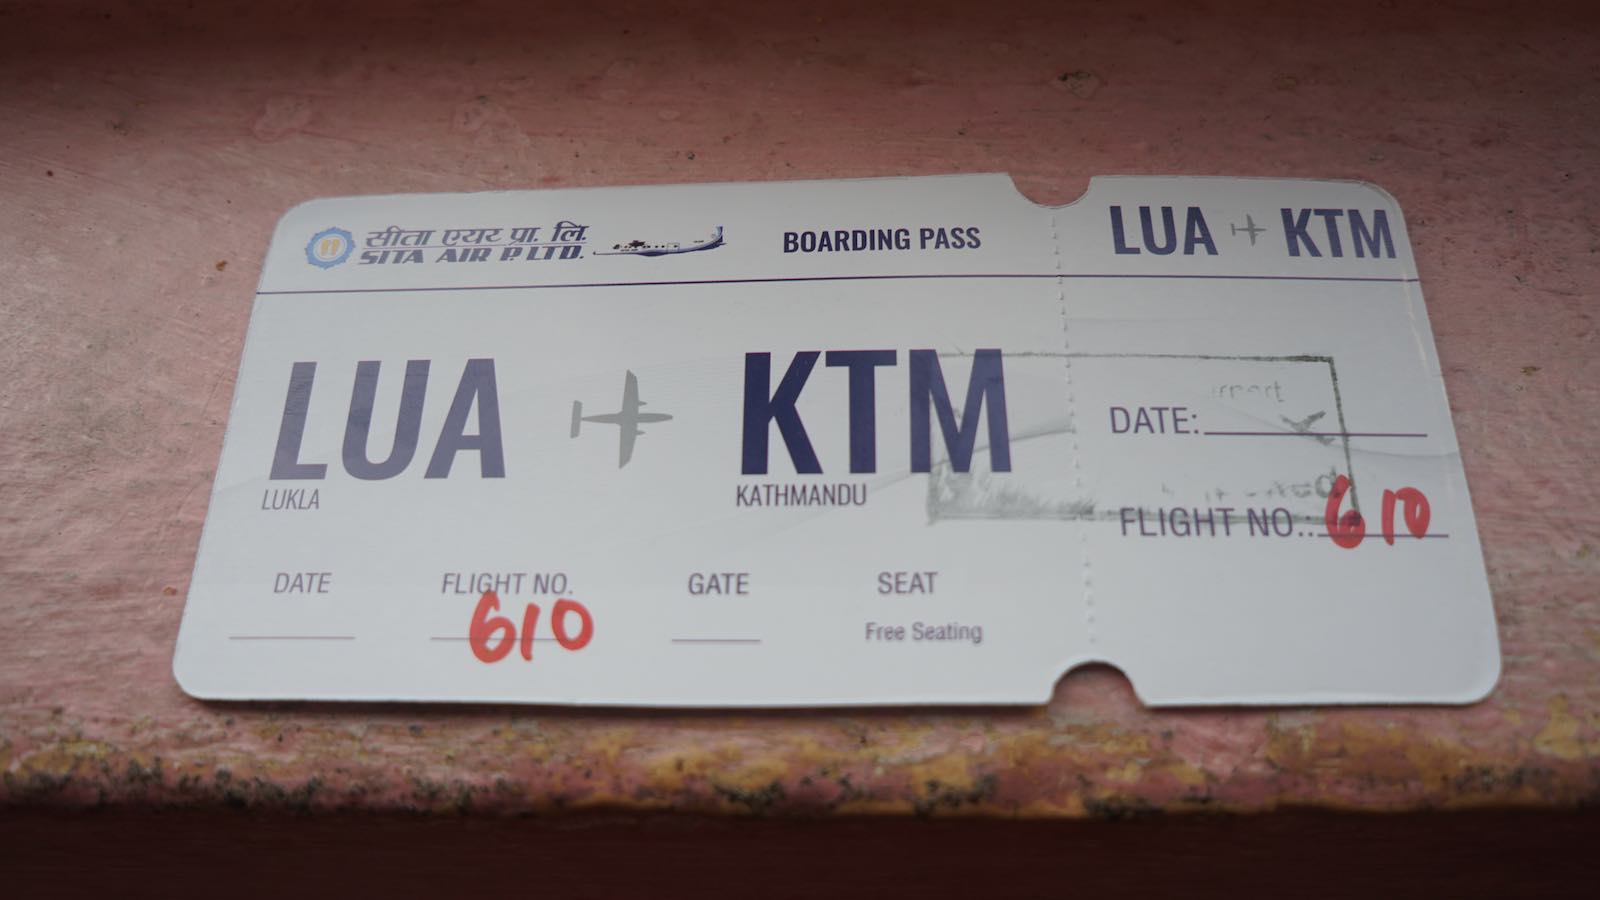 सीता एयर प्रा. लि.
SITA AIR P. LTD.
BOARDING PASS
LUA KTM
LUA KTM
LUKLA KATHMANDU
DATE FLIGHT NO. GATE SEAT
610 Free Seating
DATE:
FLIGHT NO.: 610